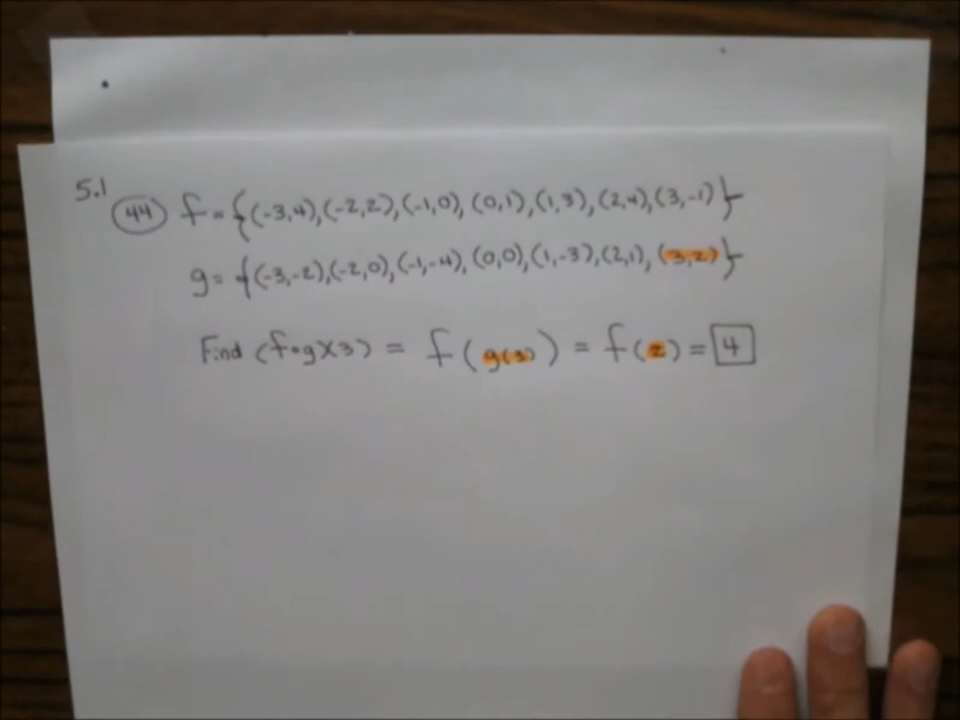 5.1
44 f = {(-3,4),(-2,2),(-1,0),(0,1),(1,3),(2,4),(3,-1)}
g = {(-3,-2),(-2,0),(-1,-4),(0,0),(1,-3),(2,1),(3,2)}
Find (f∘g)(3) = f(g(3)) = f(2) = 4